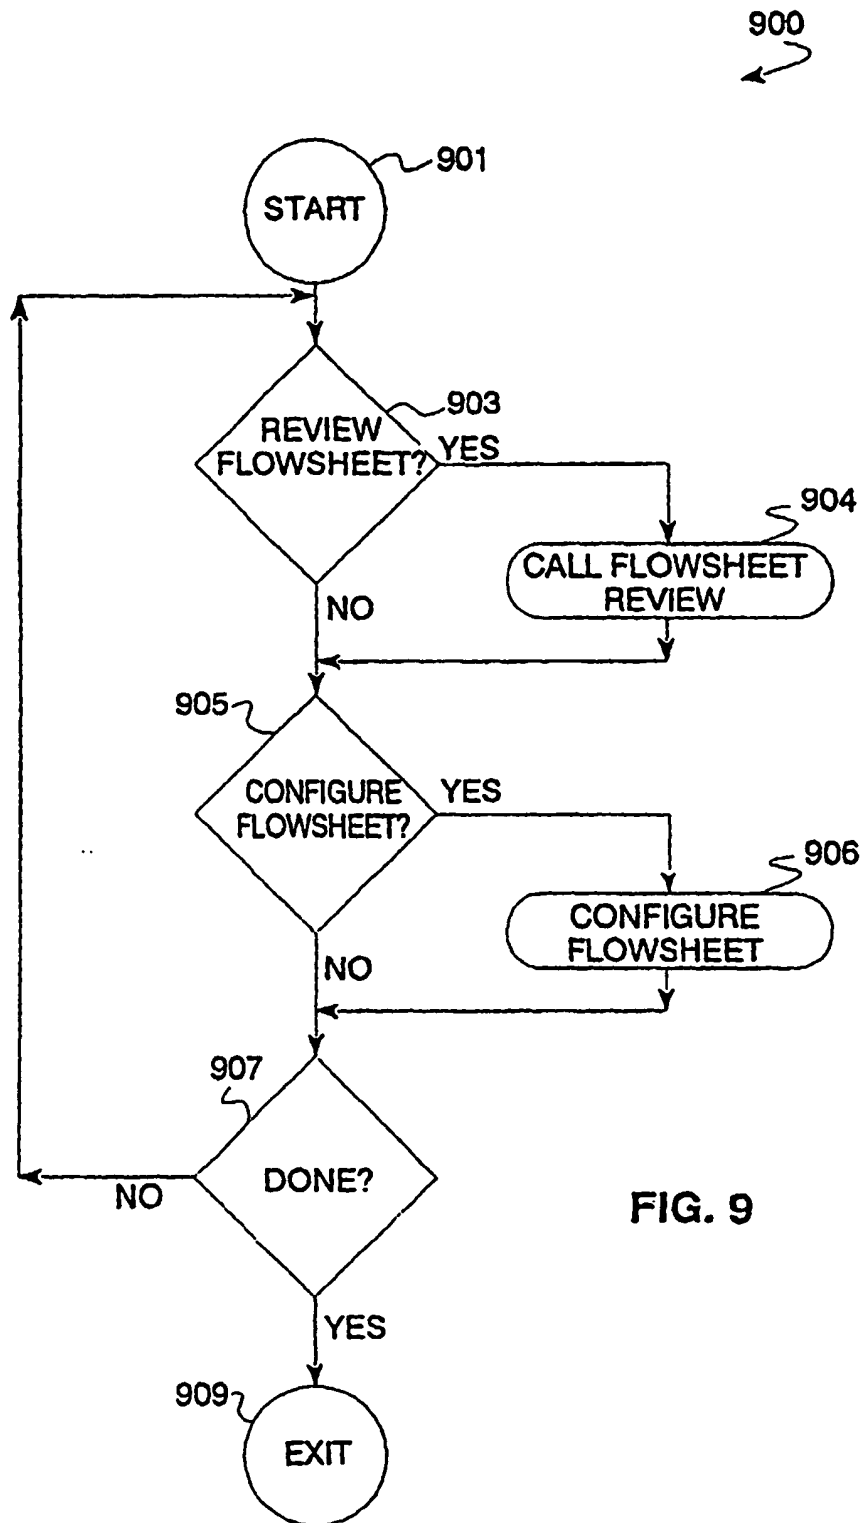 900
901
START
903
REVIEW
FLOWSHEET?
YES
904
CALL FLOWSHEET
REVIEW
NO
905
CONFIGURE
FLOWSHEET?
YES
906
CONFIGURE
FLOWSHEET
NO
907
DONE?
NO
FIG. 9
YES
909
EXIT